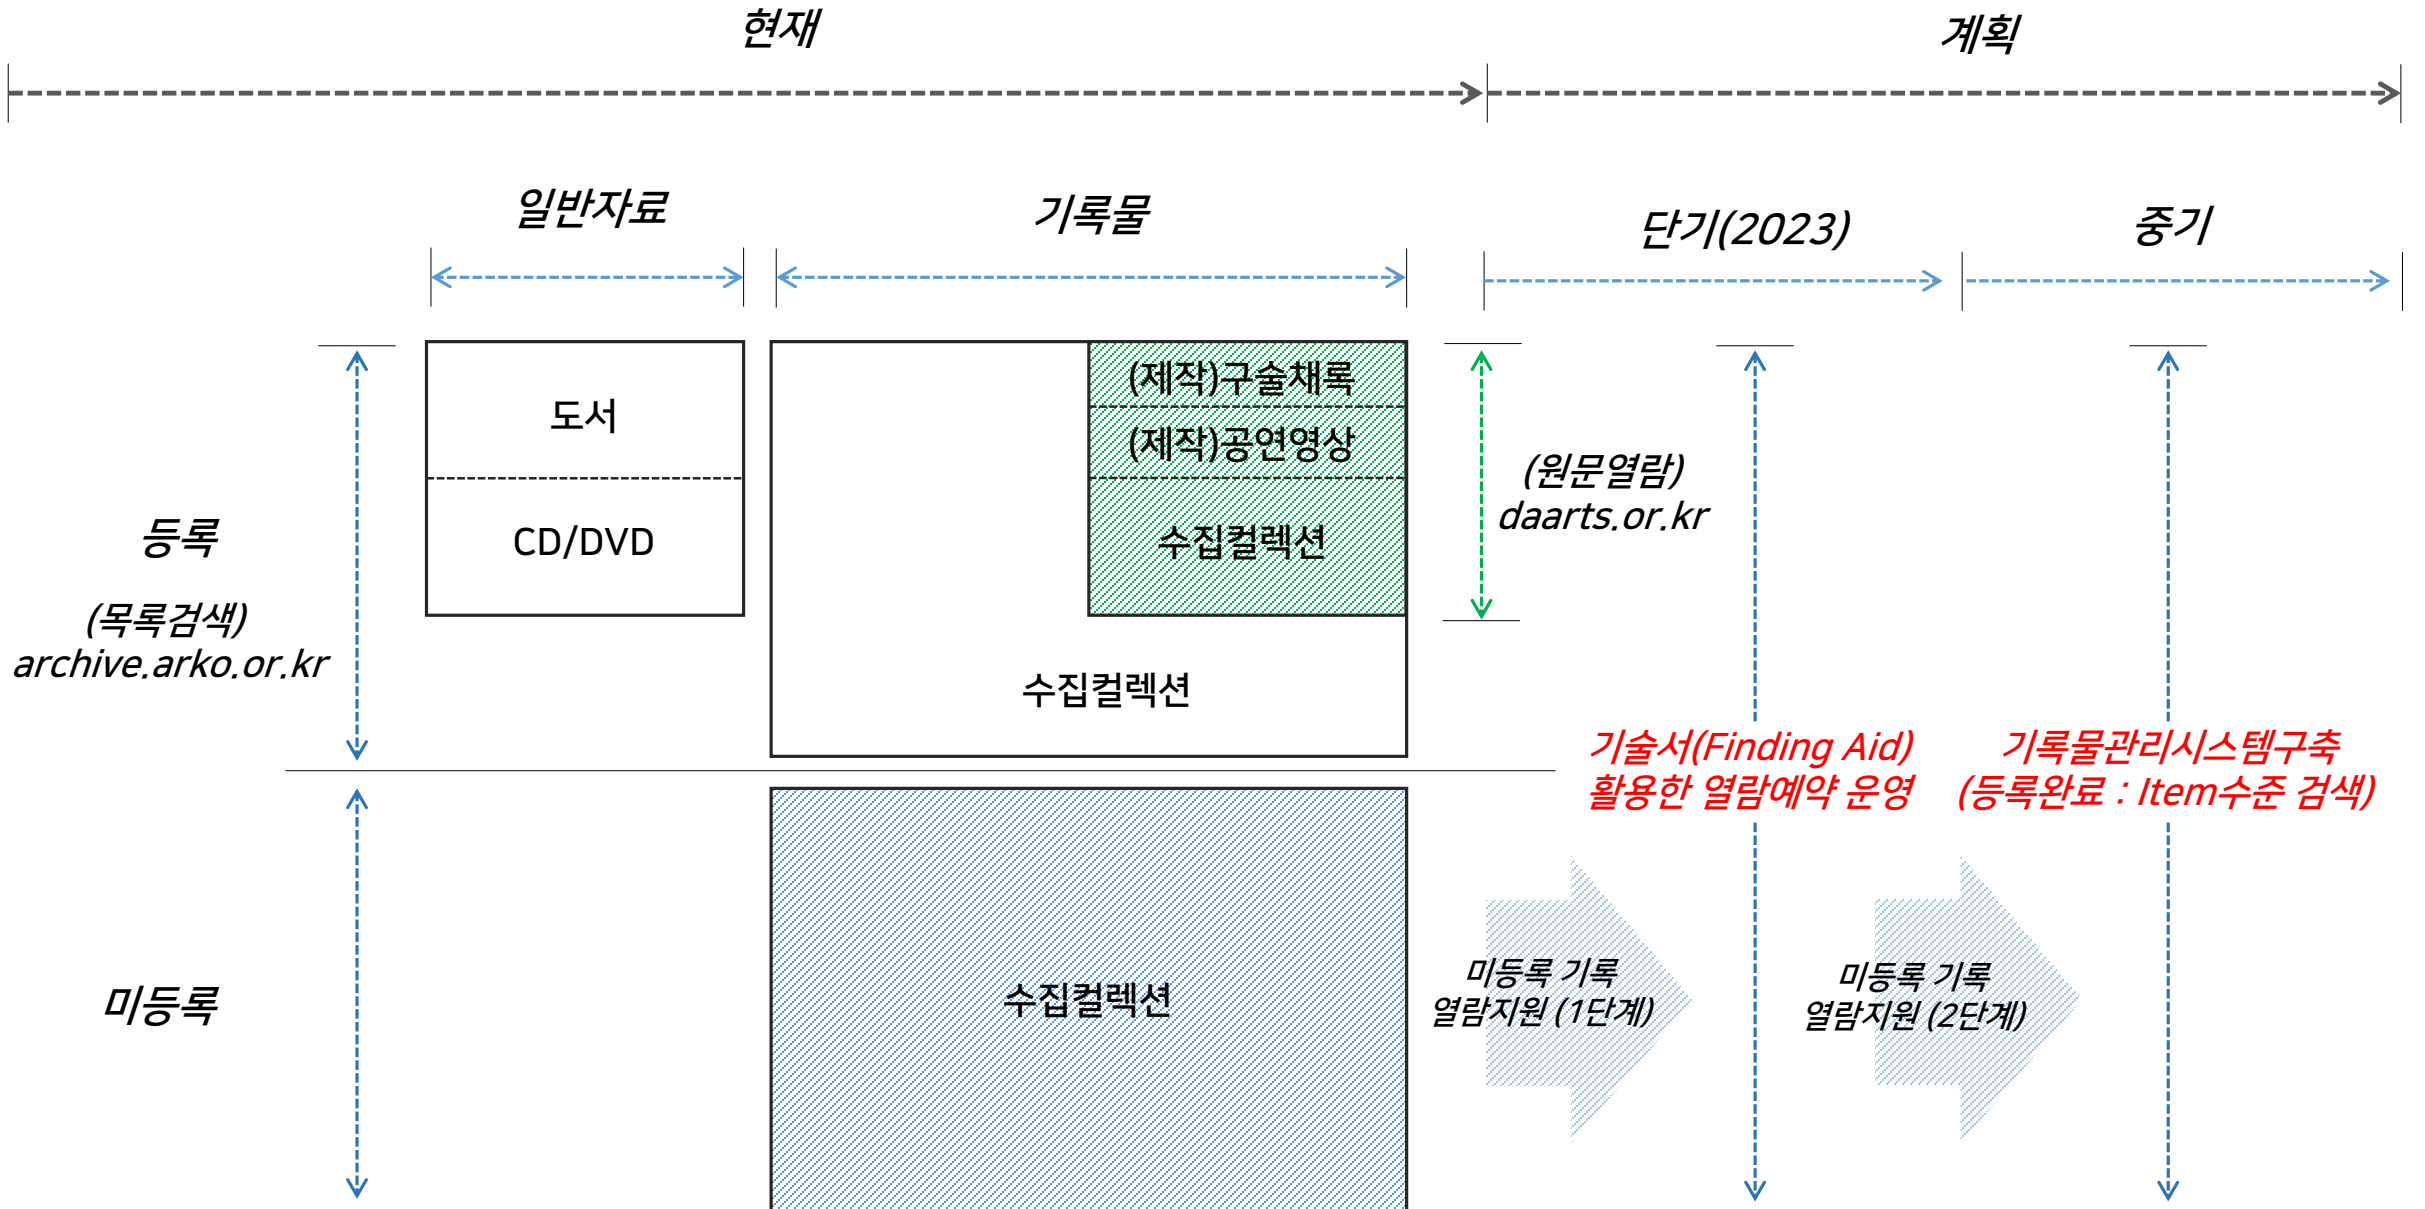 현재
계획
일반자료
기록물
단기(2023)
중기
도서
CD/DVD
(제작)구술채록
(제작)공연영상
수집컬렉션
(원문열람)
daarts.or.kr
등록
(목록검색)
archive.arko.or.kr
수집컬렉션
기술서(Finding Aid)
활용한 열람예약 운영
기록물관리시스템구축
(등록완료 : Item수준 검색)
미등록
수집컬렉션
미등록 기록
열람지원 (1단계)
미등록 기록
열람지원 (2단계)